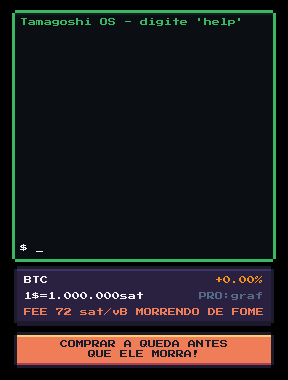 Tamagoshi OS - digite 'help'
$ _
BTC +0.00%
1$=1.000.000sat PRO:graf
FEE 72 sat/vB MORRENDO DE FOME
COMPRAR A QUEDA ANTES
QUE ELE MORRA!